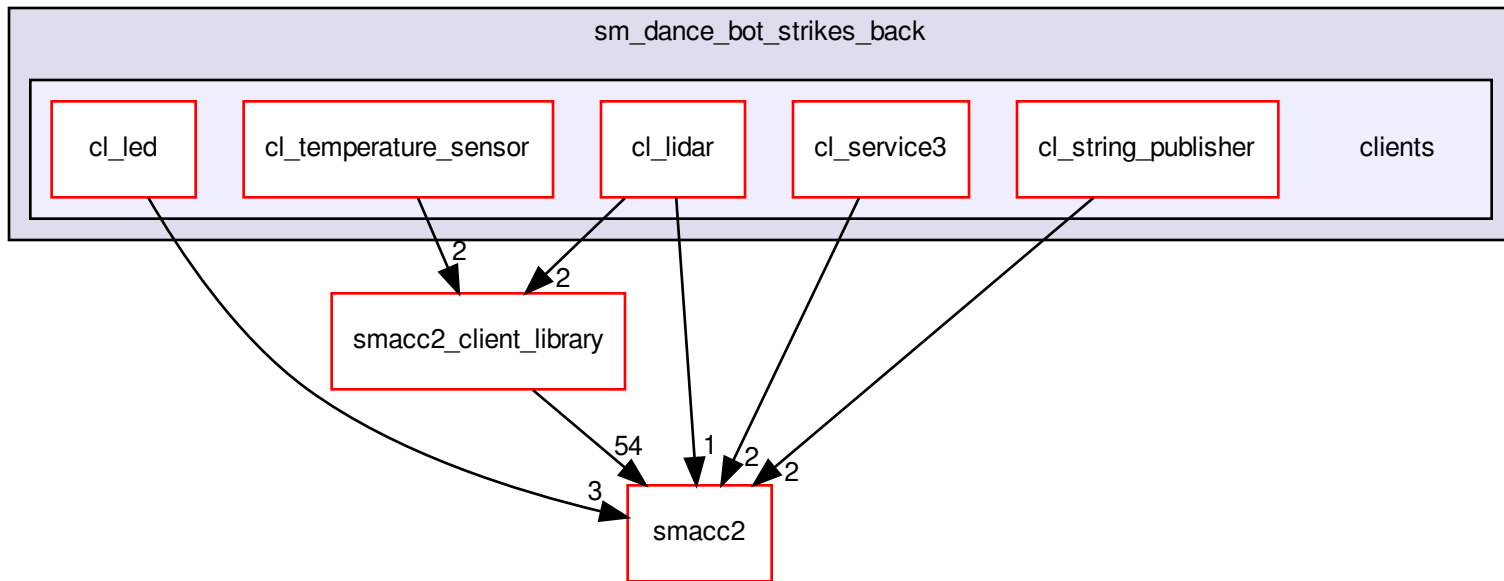 sm_dance_bot_strikes_back
cl_led
cl_temperature_sensor
cl_lidar
cl_service3
cl_string_publisher
clients
2
2
smacc2_client_library
54
1
2
2
3
smacc2